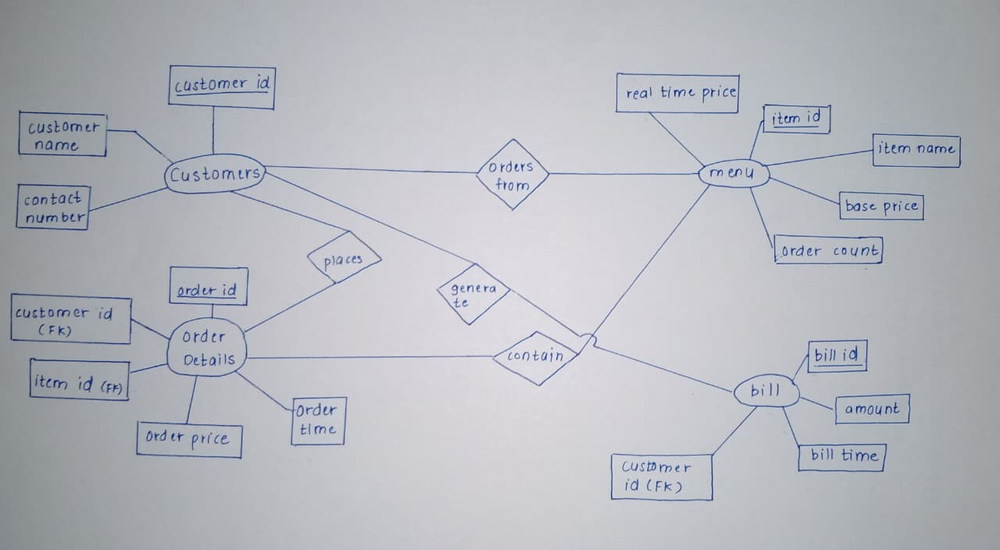 customer id
real time price
customer
name
item id
item name
Customers
orders
from
menu
contact
number
base price
order count
places
order id
genera
te
customer id
(FK)
order
Details
contain
bill id
item id (FK)
bill
amount
order
time
order price
bill time
customer
id (FK)